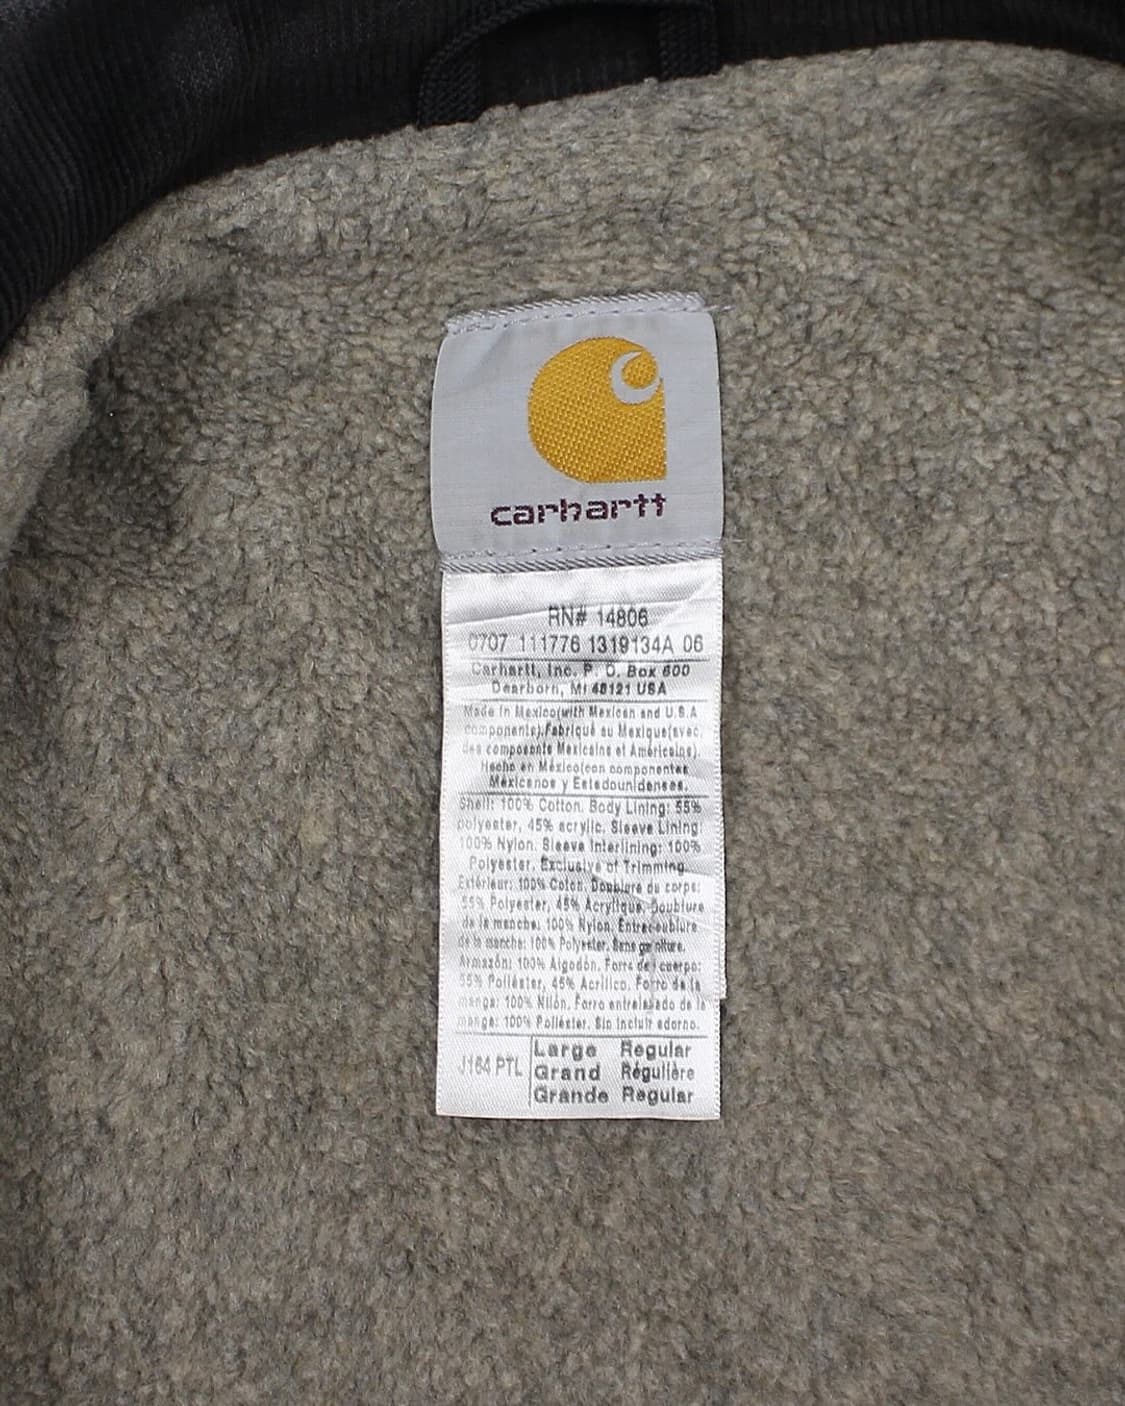 carhartt
RN# 14806
0707 111776 1319134A 06
Carhartt, Inc. P. O. Box 600
Dearborn, MI 48121 USA
Made in Mexico(with Mexican and U.S.A
components).Fabriqué au Mexique(avec
des composants Mexicains et Américains).
Hecho en México(con componentes
Mexicanos y Estadounidenses.
Shell: 100% Cotton. Body Lining: 55%
polyester, 45% acrylic. Sleeve Lining:
100% Nylon. Sleeve Interlining: 100%
Polyester. Exclusive of Trimming.
Extérieur: 100% Coton. Doublure du corps:
55% Polyester, 45% Acrylique. Doublure
de la manche: 100% Nylon. Entredoublure
de la manche: 100% Polyester. Sans garniture.
Armazón: 100% Algodón. Forro del cuerpo:
55% Poliéster, 45% Acrílico. Forro de la
manga: 100% Nilón. Forro entrelazado de la
manga: 100% Poliéster. Sin incluir adorno.
J164 PTL
Large Regular
Grand Régulière
Grande Regular